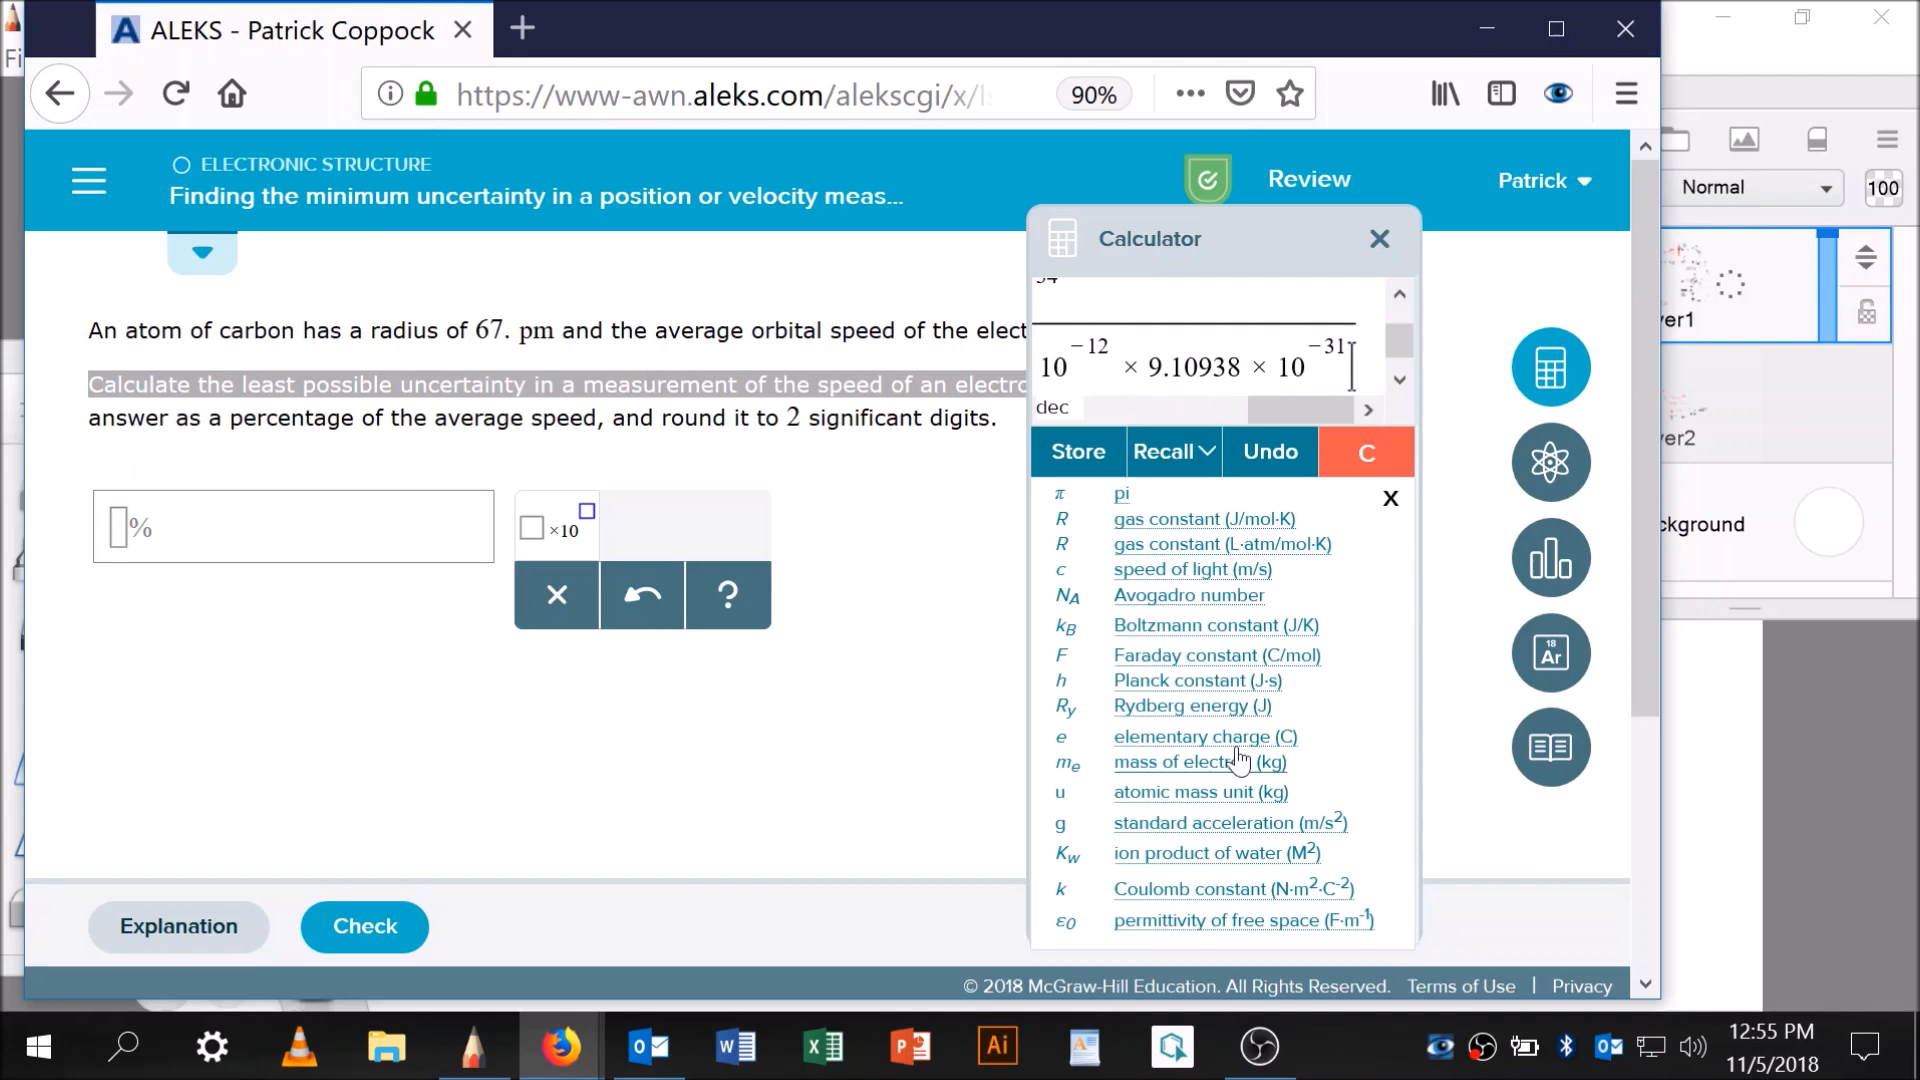 ALEKS - Patrick Coppock
Fi
https://www-awn.aleks.com/alekscgi/x/ls
90%
ELECTRONIC STRUCTURE
Finding the minimum uncertainty in a position or velocity meas...
Review
Patrick
Normal
100
Calculator
An atom of carbon has a radius of 67. pm and the average orbital speed of the elect
Calculate the least possible uncertainty in a measurement of the speed of an electro
answer as a percentage of the average speed, and round it to 2 significant digits.
10^-12 × 9.10938 × 10^-31
dec
Store
Recall
Undo
C
%
×10
?
X
π pi
R gas constant (J/mol·K)
R gas constant (L·atm/mol·K)
c speed of light (m/s)
NA Avogadro number
kB Boltzmann constant (J/K)
F Faraday constant (C/mol)
h Planck constant (J·s)
Ry Rydberg energy (J)
e elementary charge (C)
me mass of electr (kg)
u atomic mass unit (kg)
g standard acceleration (m/s²)
Kw ion product of water (M²)
k Coulomb constant (N·m²·C⁻²)
ε0 permittivity of free space (F·m⁻¹)
18
Ar
yer1
yer2
ckground
Explanation
Check
© 2018 McGraw-Hill Education. All Rights Reserved.
Terms of Use
|
Privacy
Ai
12:55 PM
11/5/2018